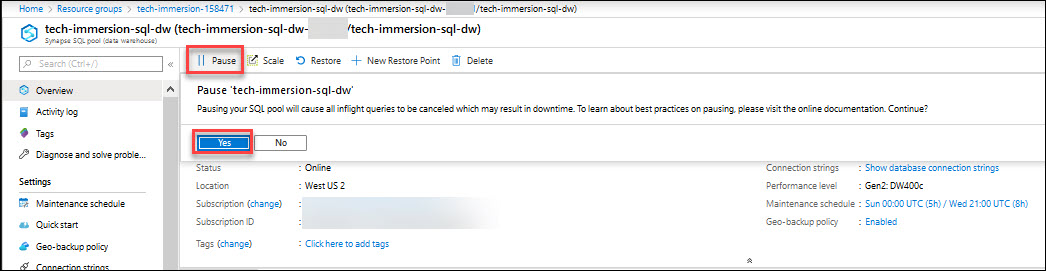 Home > Resource groups > tech-immersion-158471 > tech-immersion-sql-dw (tech-immersion-sql-dw- /tech-immersion-sql-dw)
tech-immersion-sql-dw (tech-immersion-sql-dw- /tech-immersion-sql-dw)
Synapse SQL pool (data warehouse)
Search (Ctrl+/)
«
Pause
Scale
Restore
+ New Restore Point
Delete
Overview
Activity log
Tags
Diagnose and solve proble...
Settings
Maintenance schedule
Quick start
Geo-backup policy
Connection strings
Pause 'tech-immersion-sql-dw'
Pausing your SQL pool will cause all inflight queries to be canceled which may result in downtime. To learn about best practices on pausing, please visit the online documentation. Continue?
Yes
No
Status : Online
Location : West US 2
Subscription (change) :
Subscription ID :
Tags (change) : Click here to add tags
Connection strings : Show database connection strings
Performance level : Gen2: DW400c
Maintenance schedule : Sun 00:00 UTC (5h) / Wed 21:00 UTC (8h)
Geo-backup policy : Enabled